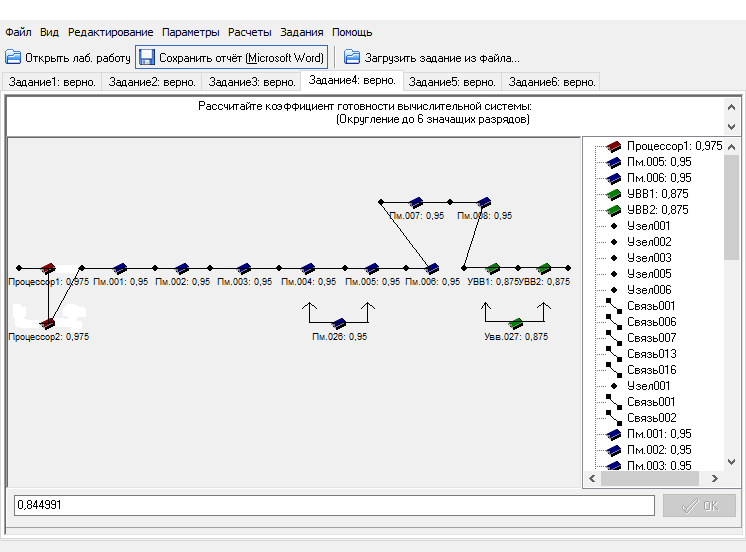 Файл Вид Редактирование Параметры Расчеты Задания Помощь
Открыть лаб. работу Сохранить отчёт (Microsoft Word) Загрузить задание из файла...
Задание1: верно. Задание2: верно. Задание3: верно. Задание4: верно. Задание5: верно. Задание6: верно.
Рассчитайте коэффициент готовности вычислительной системы:
(Округление до 6 значащих разрядов)
Пм.007: 0,95 Пм.008: 0,95
Процессор1: 0,975 Пм.001: 0,95 Пм.002: 0,95 Пм.003: 0,95 Пм.004: 0,95 Пм.005: 0,95 Пм.006: 0,95 УВВ1: 0,875 УВВ2: 0,875
Процессор2: 0,975 Пм.026: 0,95 Увв.027: 0,875
Процессор1: 0,975
Пм.005: 0,95
Пм.006: 0,95
УВВ1: 0,875
УВВ2: 0,875
Узел001
Узел002
Узел003
Узел005
Узел006
Связь001
Связь006
Связь007
Связь013
Связь016
Узел001
Связь001
Связь002
Пм.001: 0,95
Пм.002: 0,95
Пм.003: 0,95
0,844991
OK